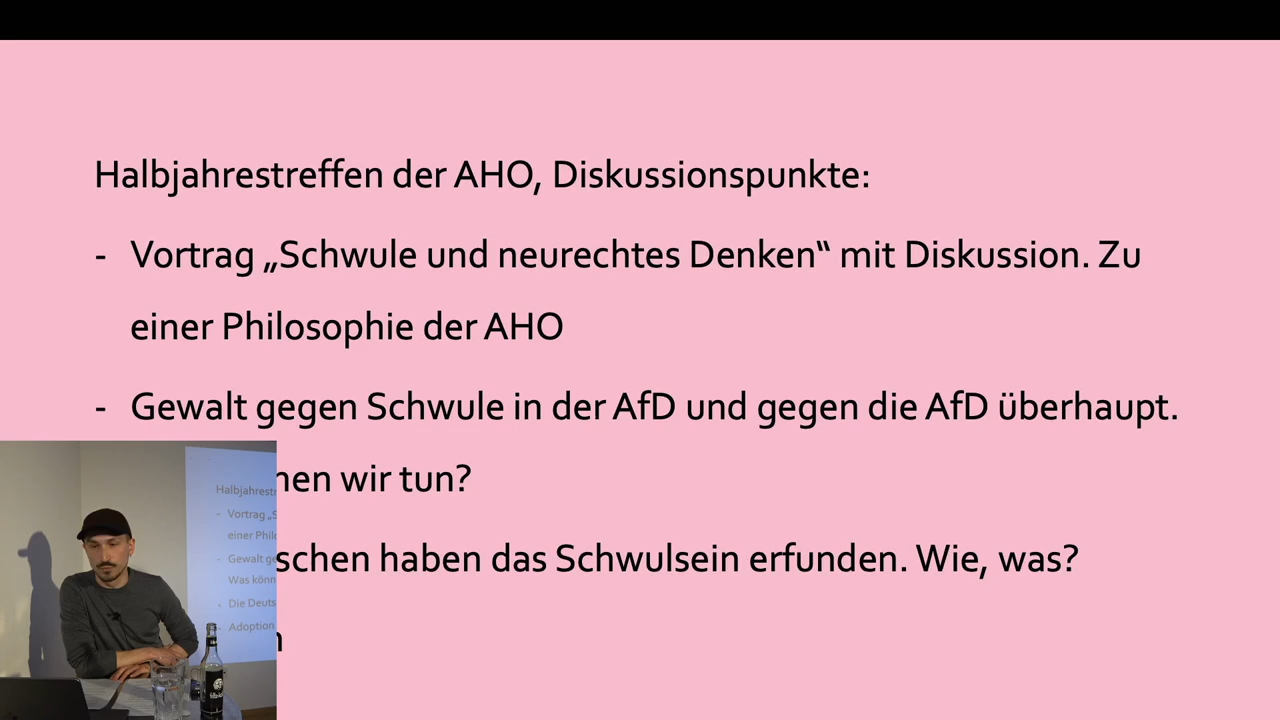 Halbjahrestreffen der AHO, Diskussionspunkte:
- Vortrag „Schwule und neurechtes Denken“ mit Diskussion. Zu
einer Philosophie der AHO
- Gewalt gegen Schwule in der AfD und gegen die AfD überhaupt.
nen wir tun?
schen haben das Schwulsein erfunden. Wie, was?
n
Halbjahrestr
- Vortrag „S
einer Philo
- Gewalt ge
Was könn
- Die Deuts
- Adoption